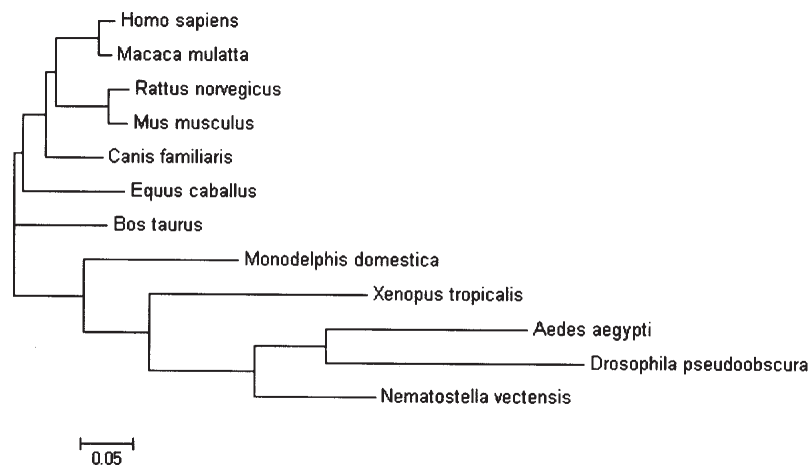 Homo sapiens
Macaca mulatta
Rattus norvegicus
Mus musculus
Canis familiaris
Equus caballus
Bos taurus
Monodelphis domestica
Xenopus tropicalis
Aedes aegypti
Drosophila pseudoobscura
Nematostella vectensis
0.05